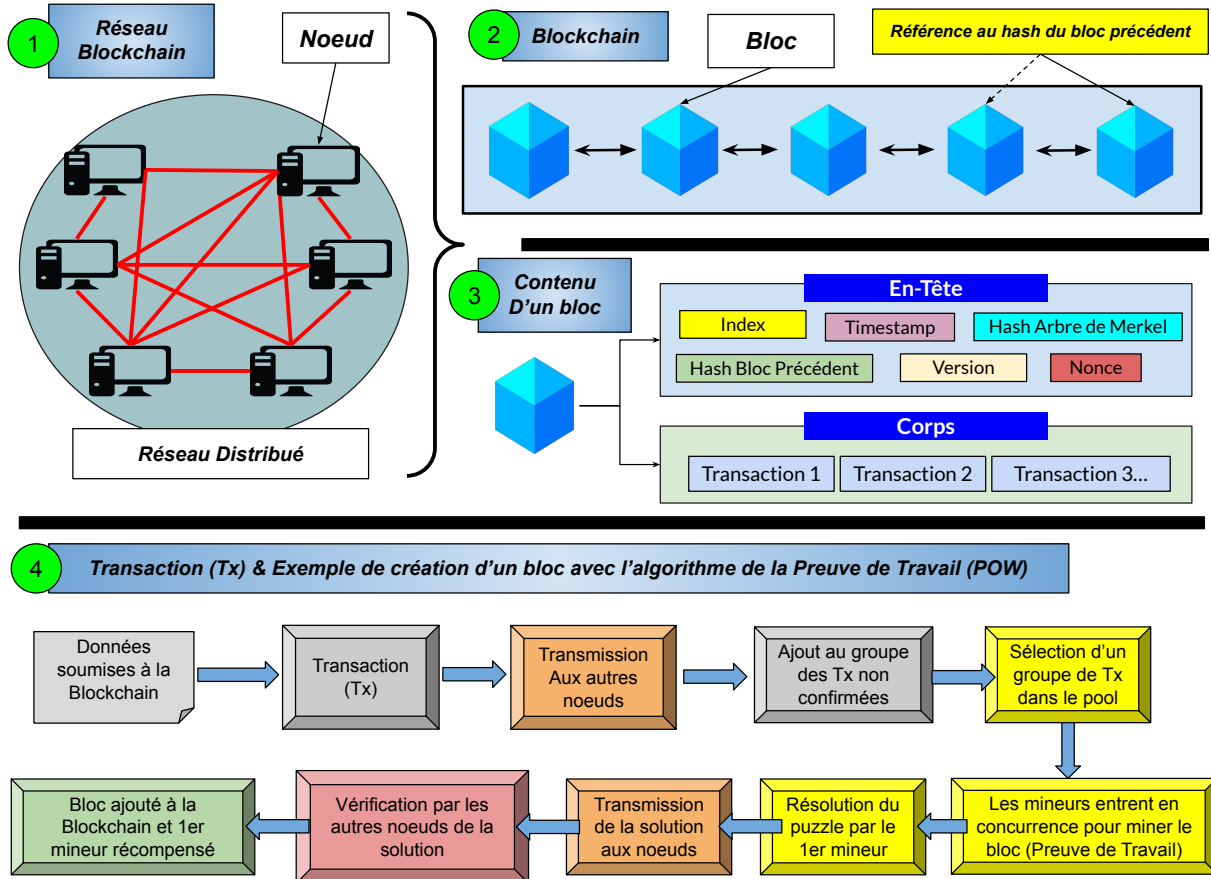 1
Réseau
Blockchain
Noeud
Réseau Distribué
2
Blockchain
Bloc
Référence au hash du bloc précédent
3
Contenu
D'un bloc
En-Tête
Index
Timestamp
Hash Arbre de Merkel
Hash Bloc Précédent
Version
Nonce
Corps
Transaction 1
Transaction 2
Transaction 3...
4
Transaction (Tx) & Exemple de création d'un bloc avec l'algorithme de la Preuve de Travail (POW)
Données
soumises à la
Blockchain
Transaction
(Tx)
Transmission
Aux autres
noeuds
Ajout au groupe
des Tx non
confirmées
Sélection d'un
groupe de Tx
dans le pool
Les mineurs entrent en
concurrence pour miner le
bloc (Preuve de Travail)
Résolution du
puzzle par le
1er mineur
Transmission
de la solution
aux noeuds
Vérification par les
autres noeuds de la
solution
Bloc ajouté à la
Blockchain et 1er
mineur récompensé